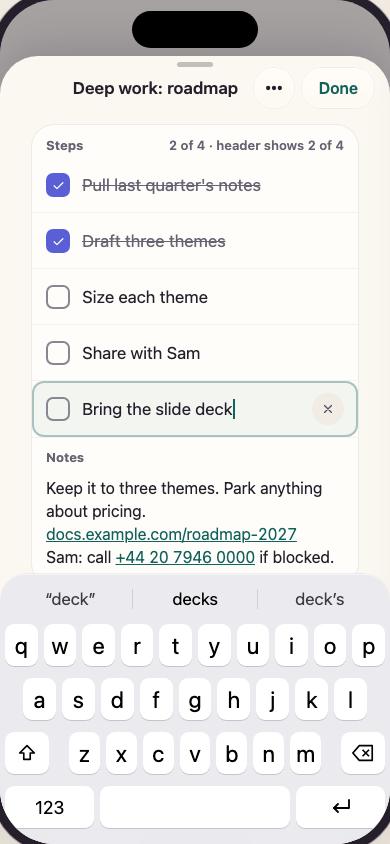 Deep work: roadmap
Done
Steps
2 of 4 · header shows 2 of 4
Pull last quarter's notes
Draft three themes
Size each theme
Share with Sam
Bring the slide deck
Notes
Keep it to three themes. Park anything
about pricing.
docs.example.com/roadmap-2027
Sam: call +44 20 7946 0000 if blocked.
“deck” decks deck’s
q w e r t y u i o p
a s d f g h j k l
z x c v b n m
123